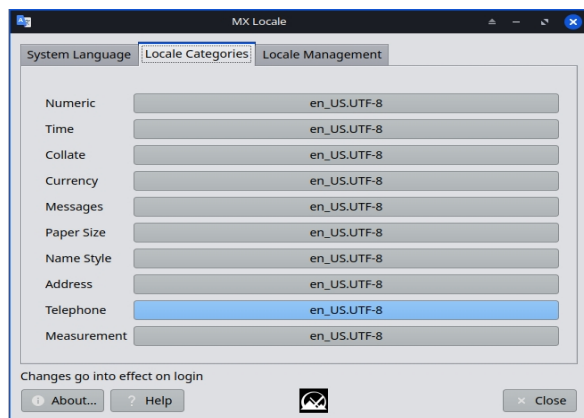 MX Locale
System Language Locale Categories Locale Management
Numeric en_US.UTF-8
Time en_US.UTF-8
Collate en_US.UTF-8
Currency en_US.UTF-8
Messages en_US.UTF-8
Paper Size en_US.UTF-8
Name Style en_US.UTF-8
Address en_US.UTF-8
Telephone en_US.UTF-8
Measurement en_US.UTF-8
Changes go into effect on login
About... ? Help Close